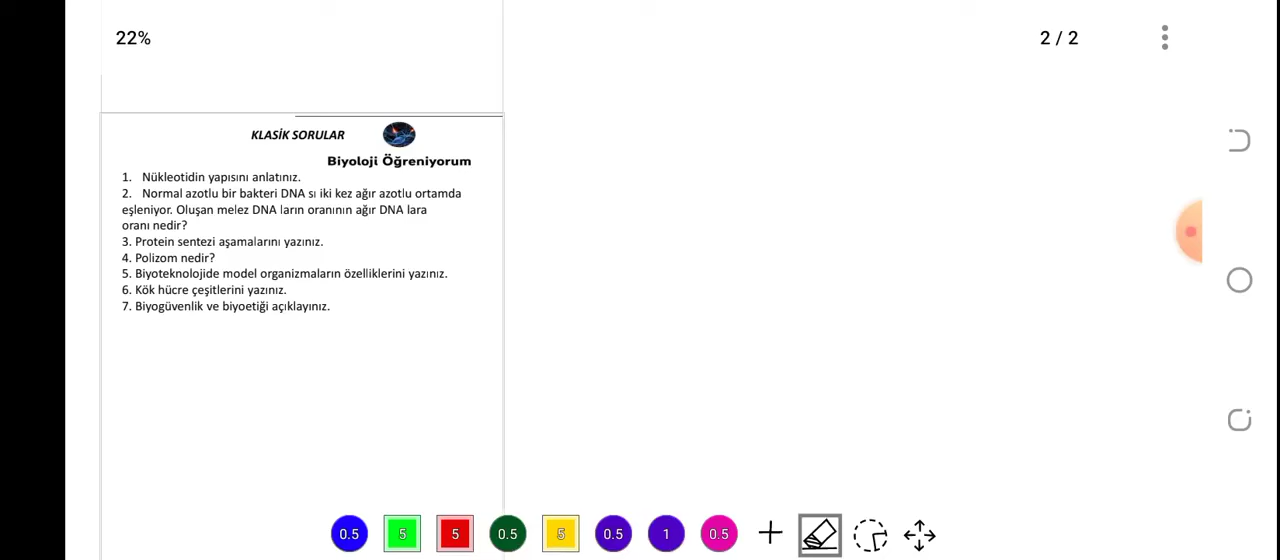 22%
2 / 2
KLASİK SORULAR
Biyoloji Öğreniyorum
1. Nükleotidin yapısını anlatınız.
2. Normal azotlu bir bakteri DNA sı iki kez ağır azotlu ortamda
eşleniyor. Oluşan melez DNA ların oranının ağır DNA lara
oranı nedir?
3. Protein sentezi aşamalarını yazınız.
4. Polizom nedir?
5. Biyoteknolojide model organizmaların özelliklerini yazınız.
6. Kök hücre çeşitlerini yazınız.
7. Biyogüvenlik ve biyoetiği açıklayınız.
0.5 5 5 0.5 5 0.5 1 0.5